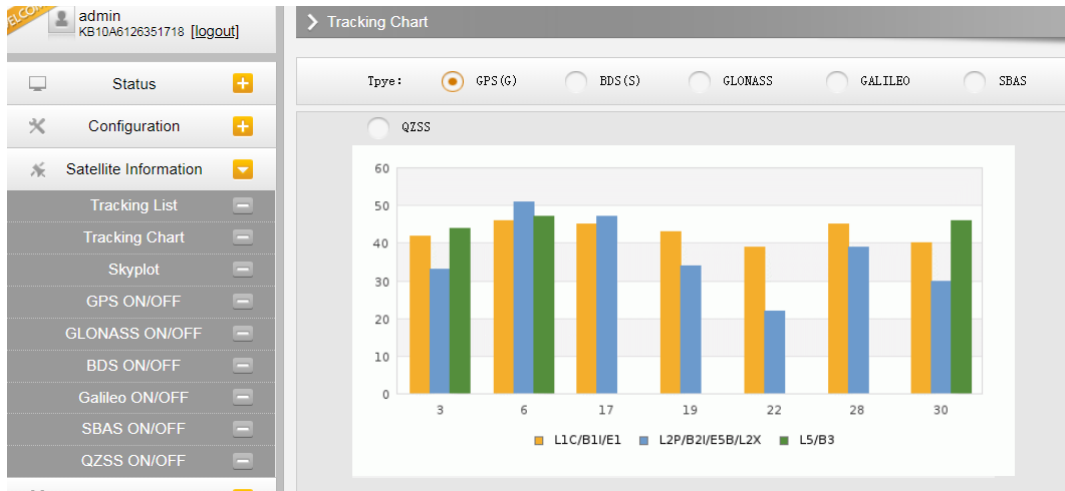 admin
KB10A6126351718 [logout]
Status
Configuration
Satellite Information
Tracking List
Tracking Chart
Skyplot
GPS ON/OFF
GLONASS ON/OFF
BDS ON/OFF
Galileo ON/OFF
SBAS ON/OFF
QZSS ON/OFF
Tracking Chart
Tpye: GPS(G) BDS(S) GLONASS GALILEO SBAS
QZSS
60
50
40
30
20
10
0
3 6 17 19 22 28 30
L1C/B1I/E1 L2P/B2I/E5B/L2X L5/B3